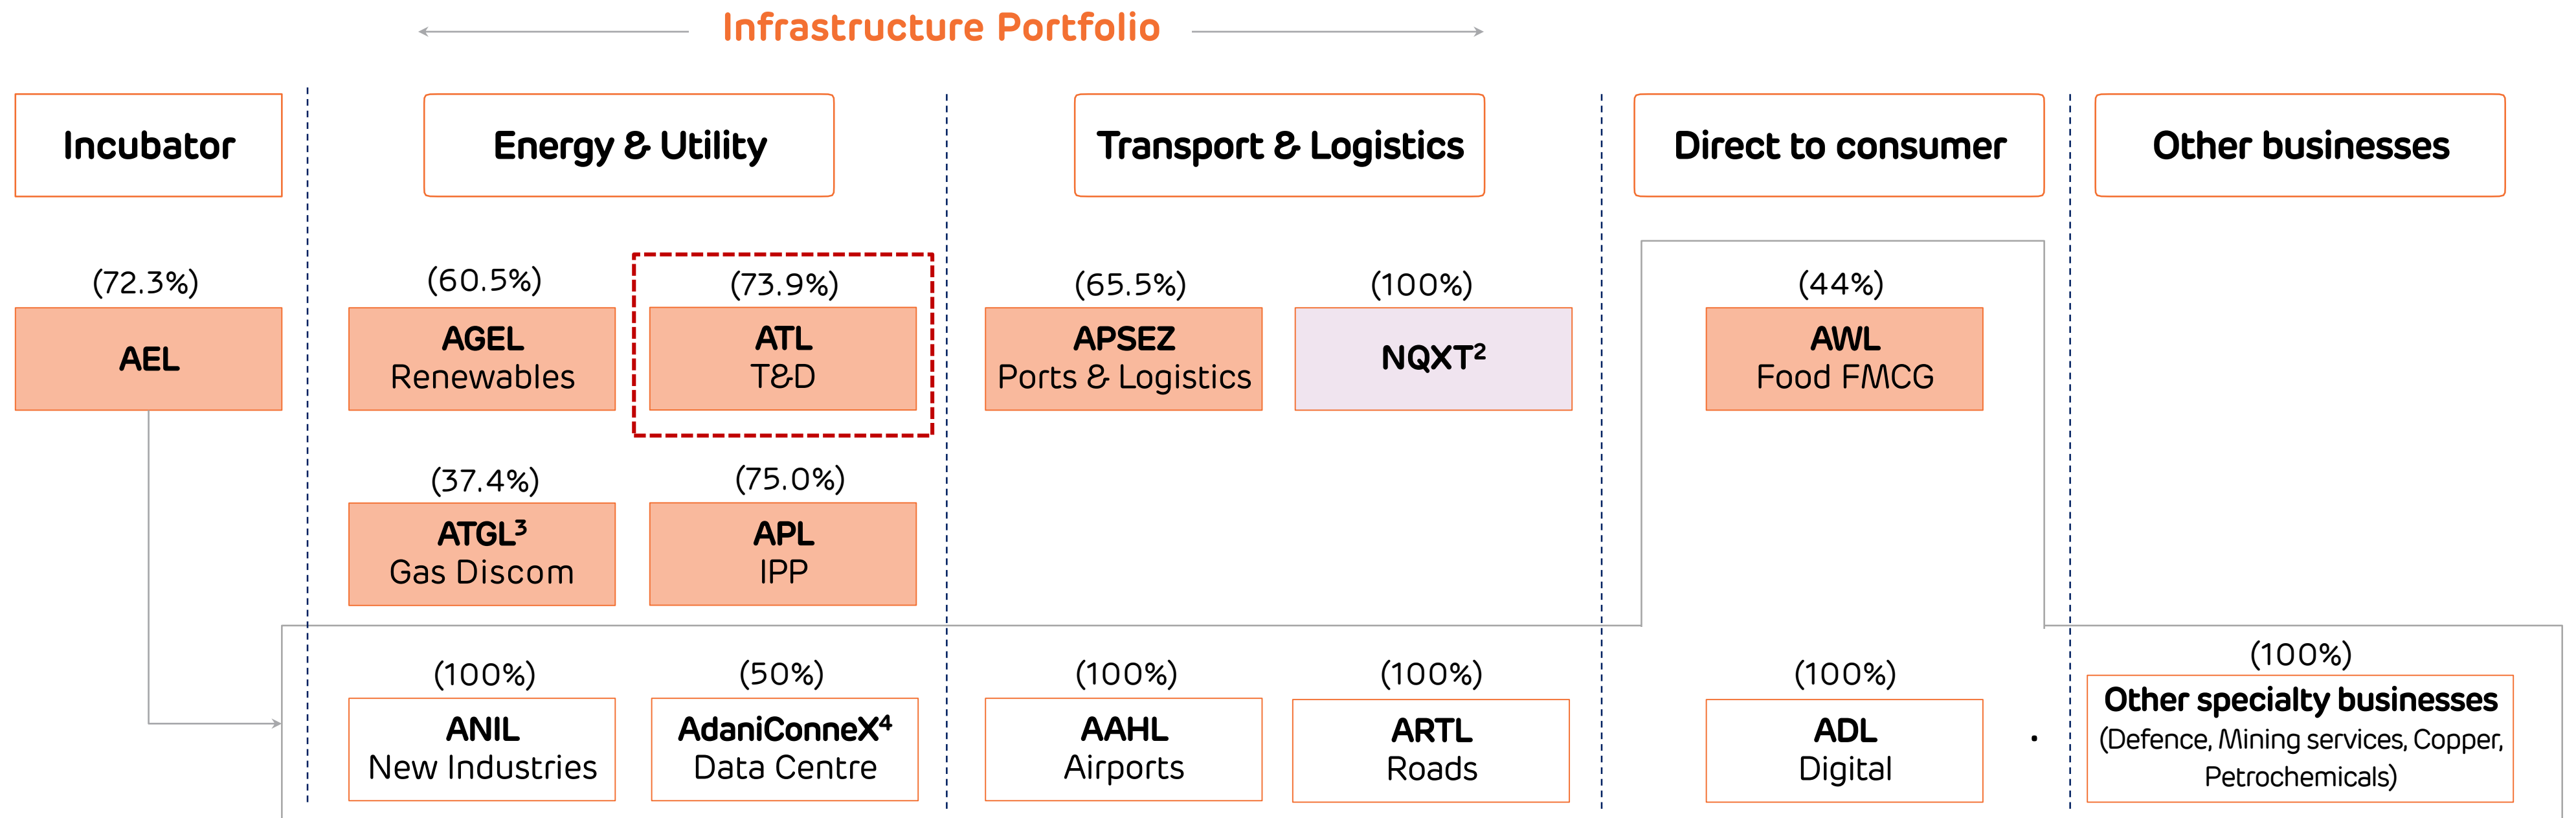 Infrastructure Portfolio
Incubator
Energy & Utility
Transport & Logistics
Direct to consumer
Other businesses
(72.3%)
AEL
(60.5%)
AGEL
Renewables
(73.9%)
ATL
T&D
(65.5%)
APSEZ
Ports & Logistics
(100%)
NQXT²
(44%)
AWL
Food FMCG
(37.4%)
ATGL³
Gas Discom
(75.0%)
APL
IPP
(100%)
ANIL
New Industries
(50%)
AdaniConneX⁴
Data Centre
(100%)
AAHL
Airports
(100%)
ARTL
Roads
(100%)
ADL
Digital
.
(100%)
Other specialty businesses
(Defence, Mining services, Copper,
Petrochemicals)